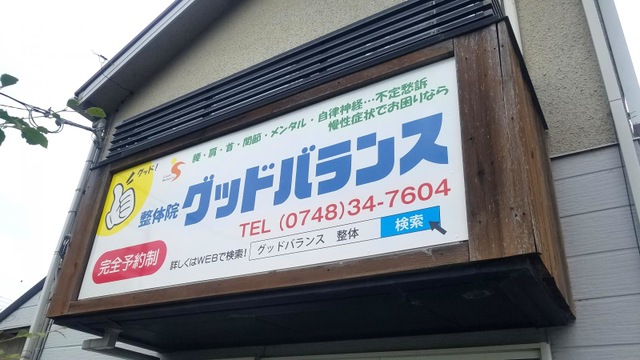 腰・肩・首・関節・メンタル・自律神経…不定愁訴
慢性症状でお困りなら
グッド!
整体院 グッドバランス
TEL (0748)34-7604
完全予約制
詳しくはWEBで検索! グッドバランス 整体 検索